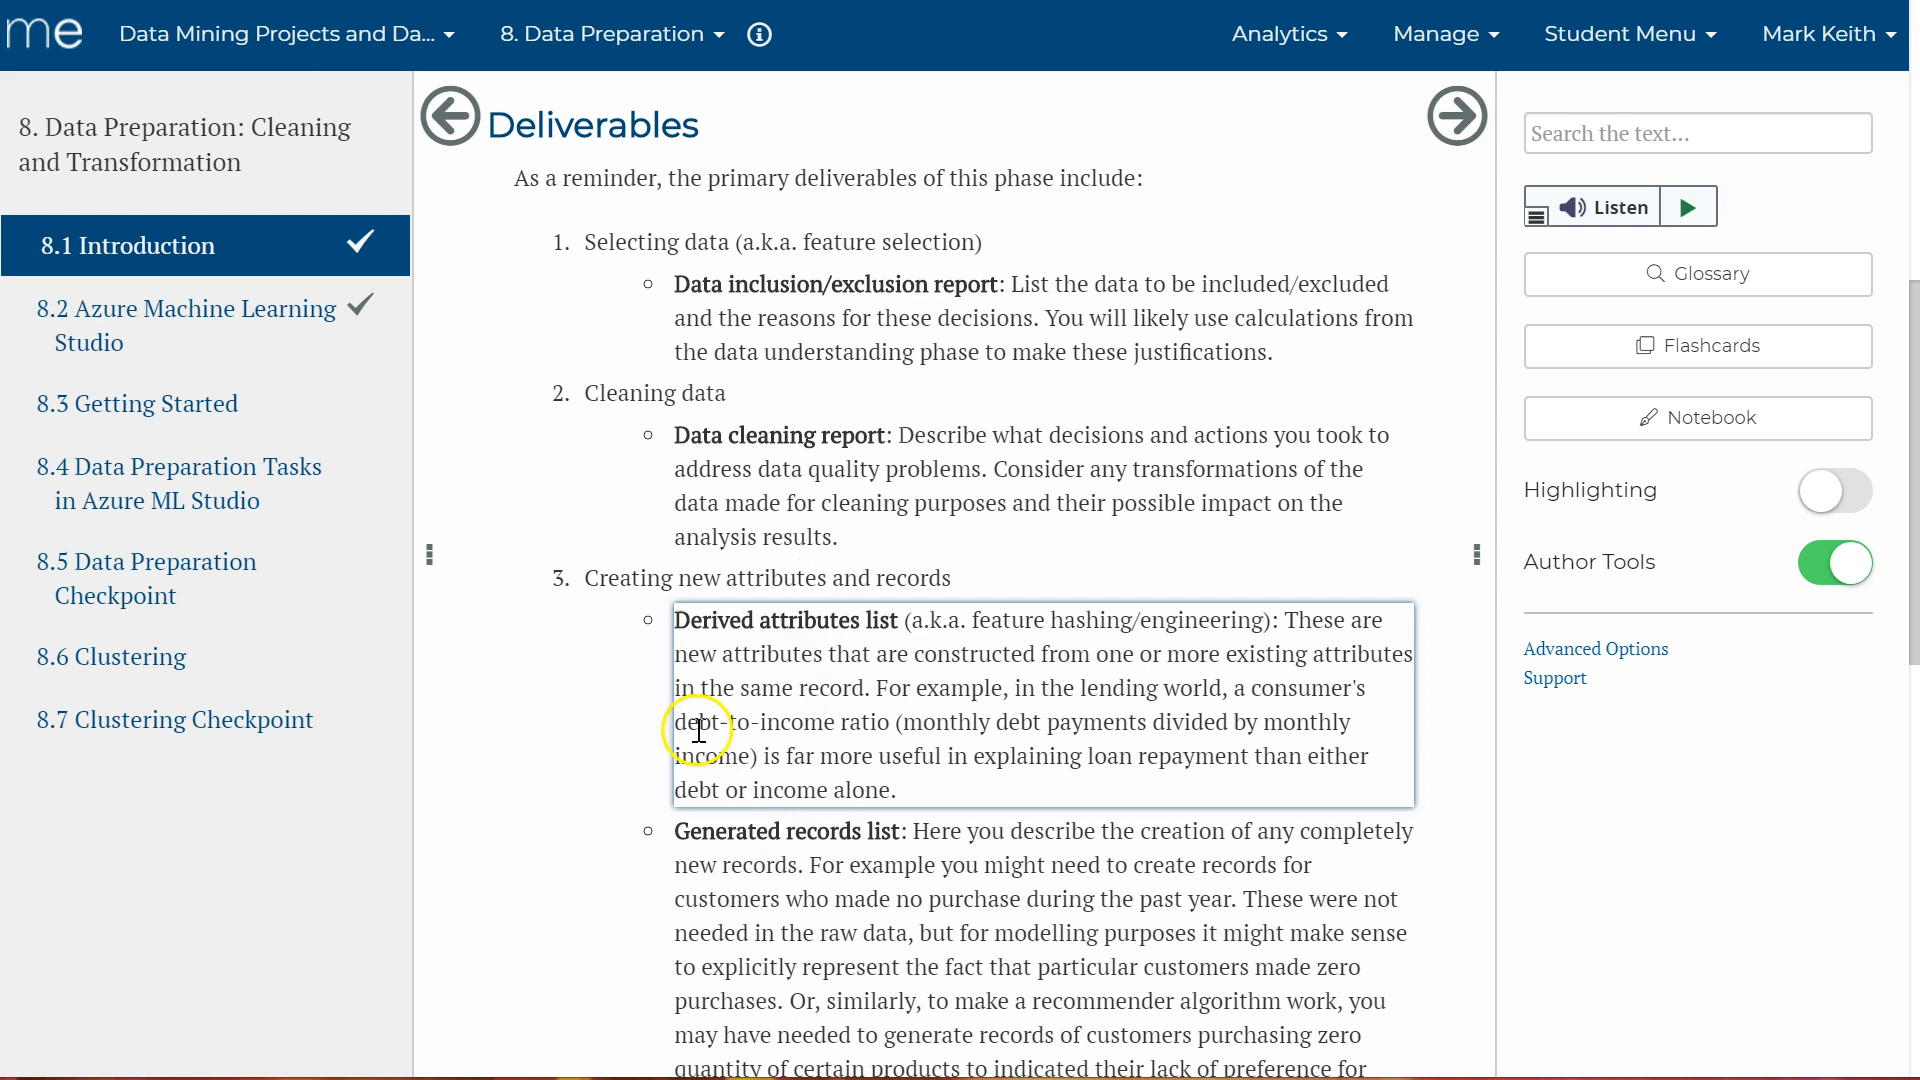 me
Data Mining Projects and Da...
8. Data Preparation
Analytics
Manage
Student Menu
Mark Keith
8. Data Preparation: Cleaning
and Transformation
8.1 Introduction
8.2 Azure Machine Learning
Studio
8.3 Getting Started
8.4 Data Preparation Tasks
in Azure ML Studio
8.5 Data Preparation
Checkpoint
8.6 Clustering
8.7 Clustering Checkpoint
Deliverables
As a reminder, the primary deliverables of this phase include:
1. Selecting data (a.k.a. feature selection)
Data inclusion/exclusion report: List the data to be included/excluded
and the reasons for these decisions. You will likely use calculations from
the data understanding phase to make these justifications.
2. Cleaning data
Data cleaning report: Describe what decisions and actions you took to
address data quality problems. Consider any transformations of the
data made for cleaning purposes and their possible impact on the
analysis results.
3. Creating new attributes and records
Derived attributes list (a.k.a. feature hashing/engineering): These are
new attributes that are constructed from one or more existing attributes
in the same record. For example, in the lending world, a consumer's
debt-to-income ratio (monthly debt payments divided by monthly
income) is far more useful in explaining loan repayment than either
debt or income alone.
Generated records list: Here you describe the creation of any completely
new records. For example you might need to create records for
customers who made no purchase during the past year. These were not
needed in the raw data, but for modelling purposes it might make sense
to explicitly represent the fact that particular customers made zero
purchases. Or, similarly, to make a recommender algorithm work, you
may have needed to generate records of customers purchasing zero
quantity of certain products to indicated their lack of preference for
Search the text...
Listen
Glossary
Flashcards
Notebook
Highlighting
Author Tools
Advanced Options
Support